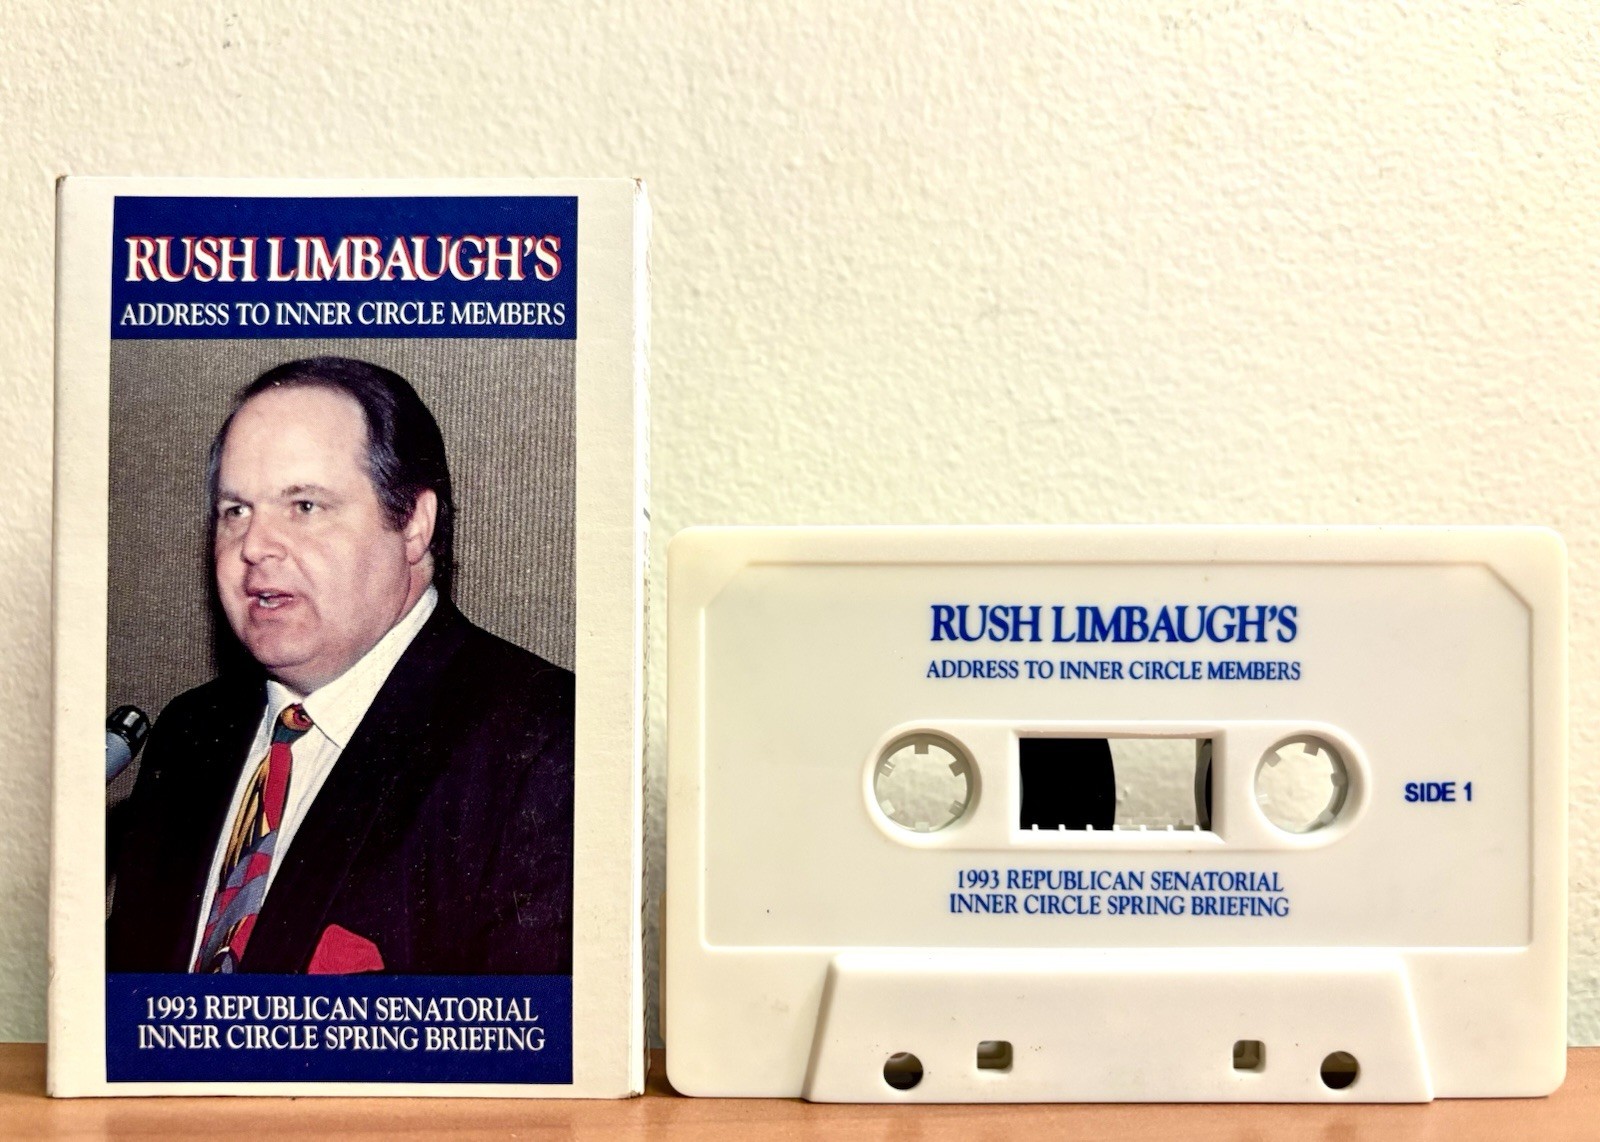 RUSH LIMBAUGH'S
ADDRESS TO INNER CIRCLE MEMBERS
1993 REPUBLICAN SENATORIAL
INNER CIRCLE SPRING BRIEFING
RUSH LIMBAUGH'S
ADDRESS TO INNER CIRCLE MEMBERS
SIDE 1
1993 REPUBLICAN SENATORIAL
INNER CIRCLE SPRING BRIEFING